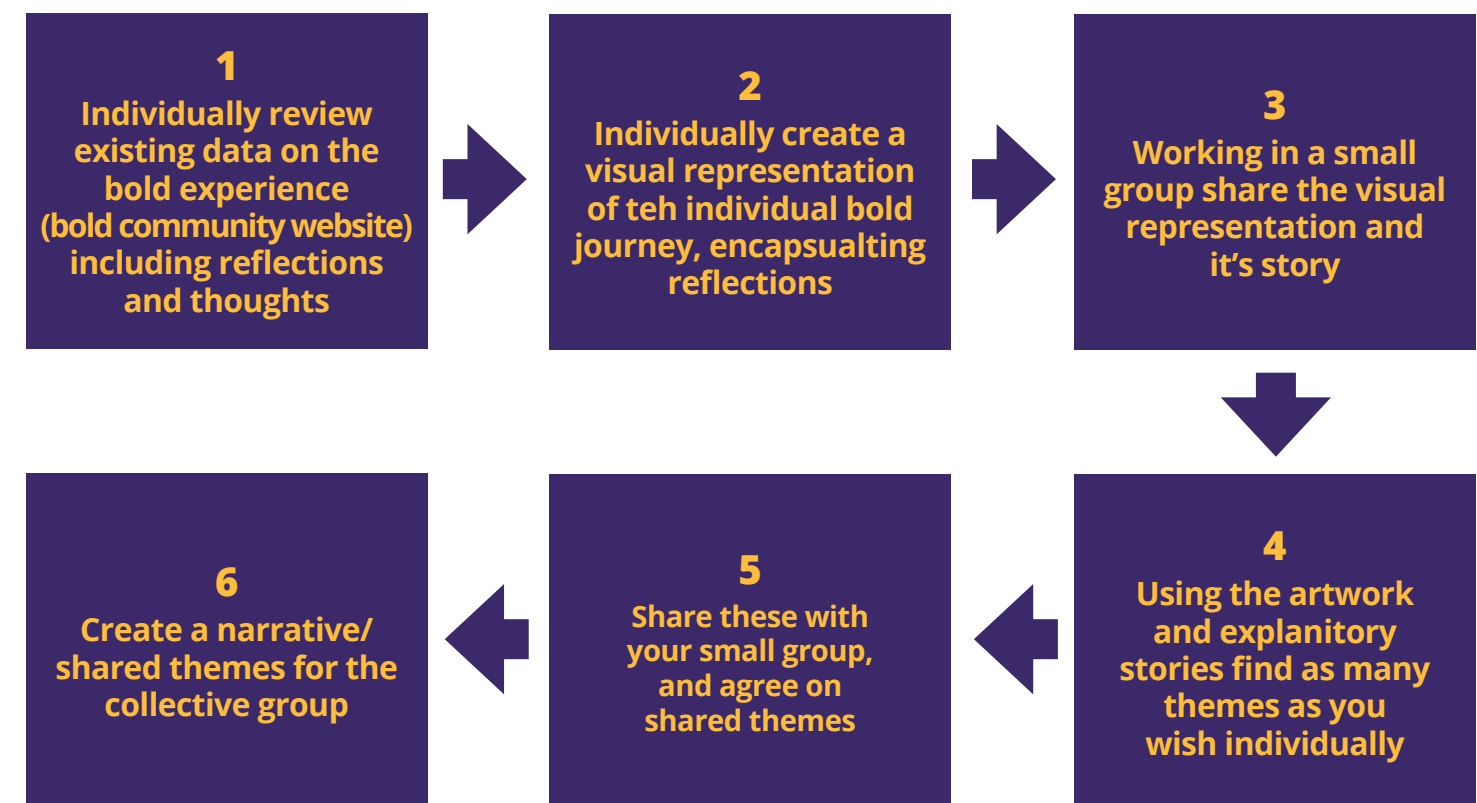 1
Individually review
existing data on the
bold experience
(bold community website)
including reflections
and thoughts
2
Individually create a
visual representation
of teh individual bold
journey, encapsualting
reflections
3
Working in a small
group share the visual
representation and
it’s story
4
Using the artwork
and explanitory
stories find as many
themes as you
wish individually
5
Share these with
your small group,
and agree on
shared themes
6
Create a narrative/
shared themes for the
collective group